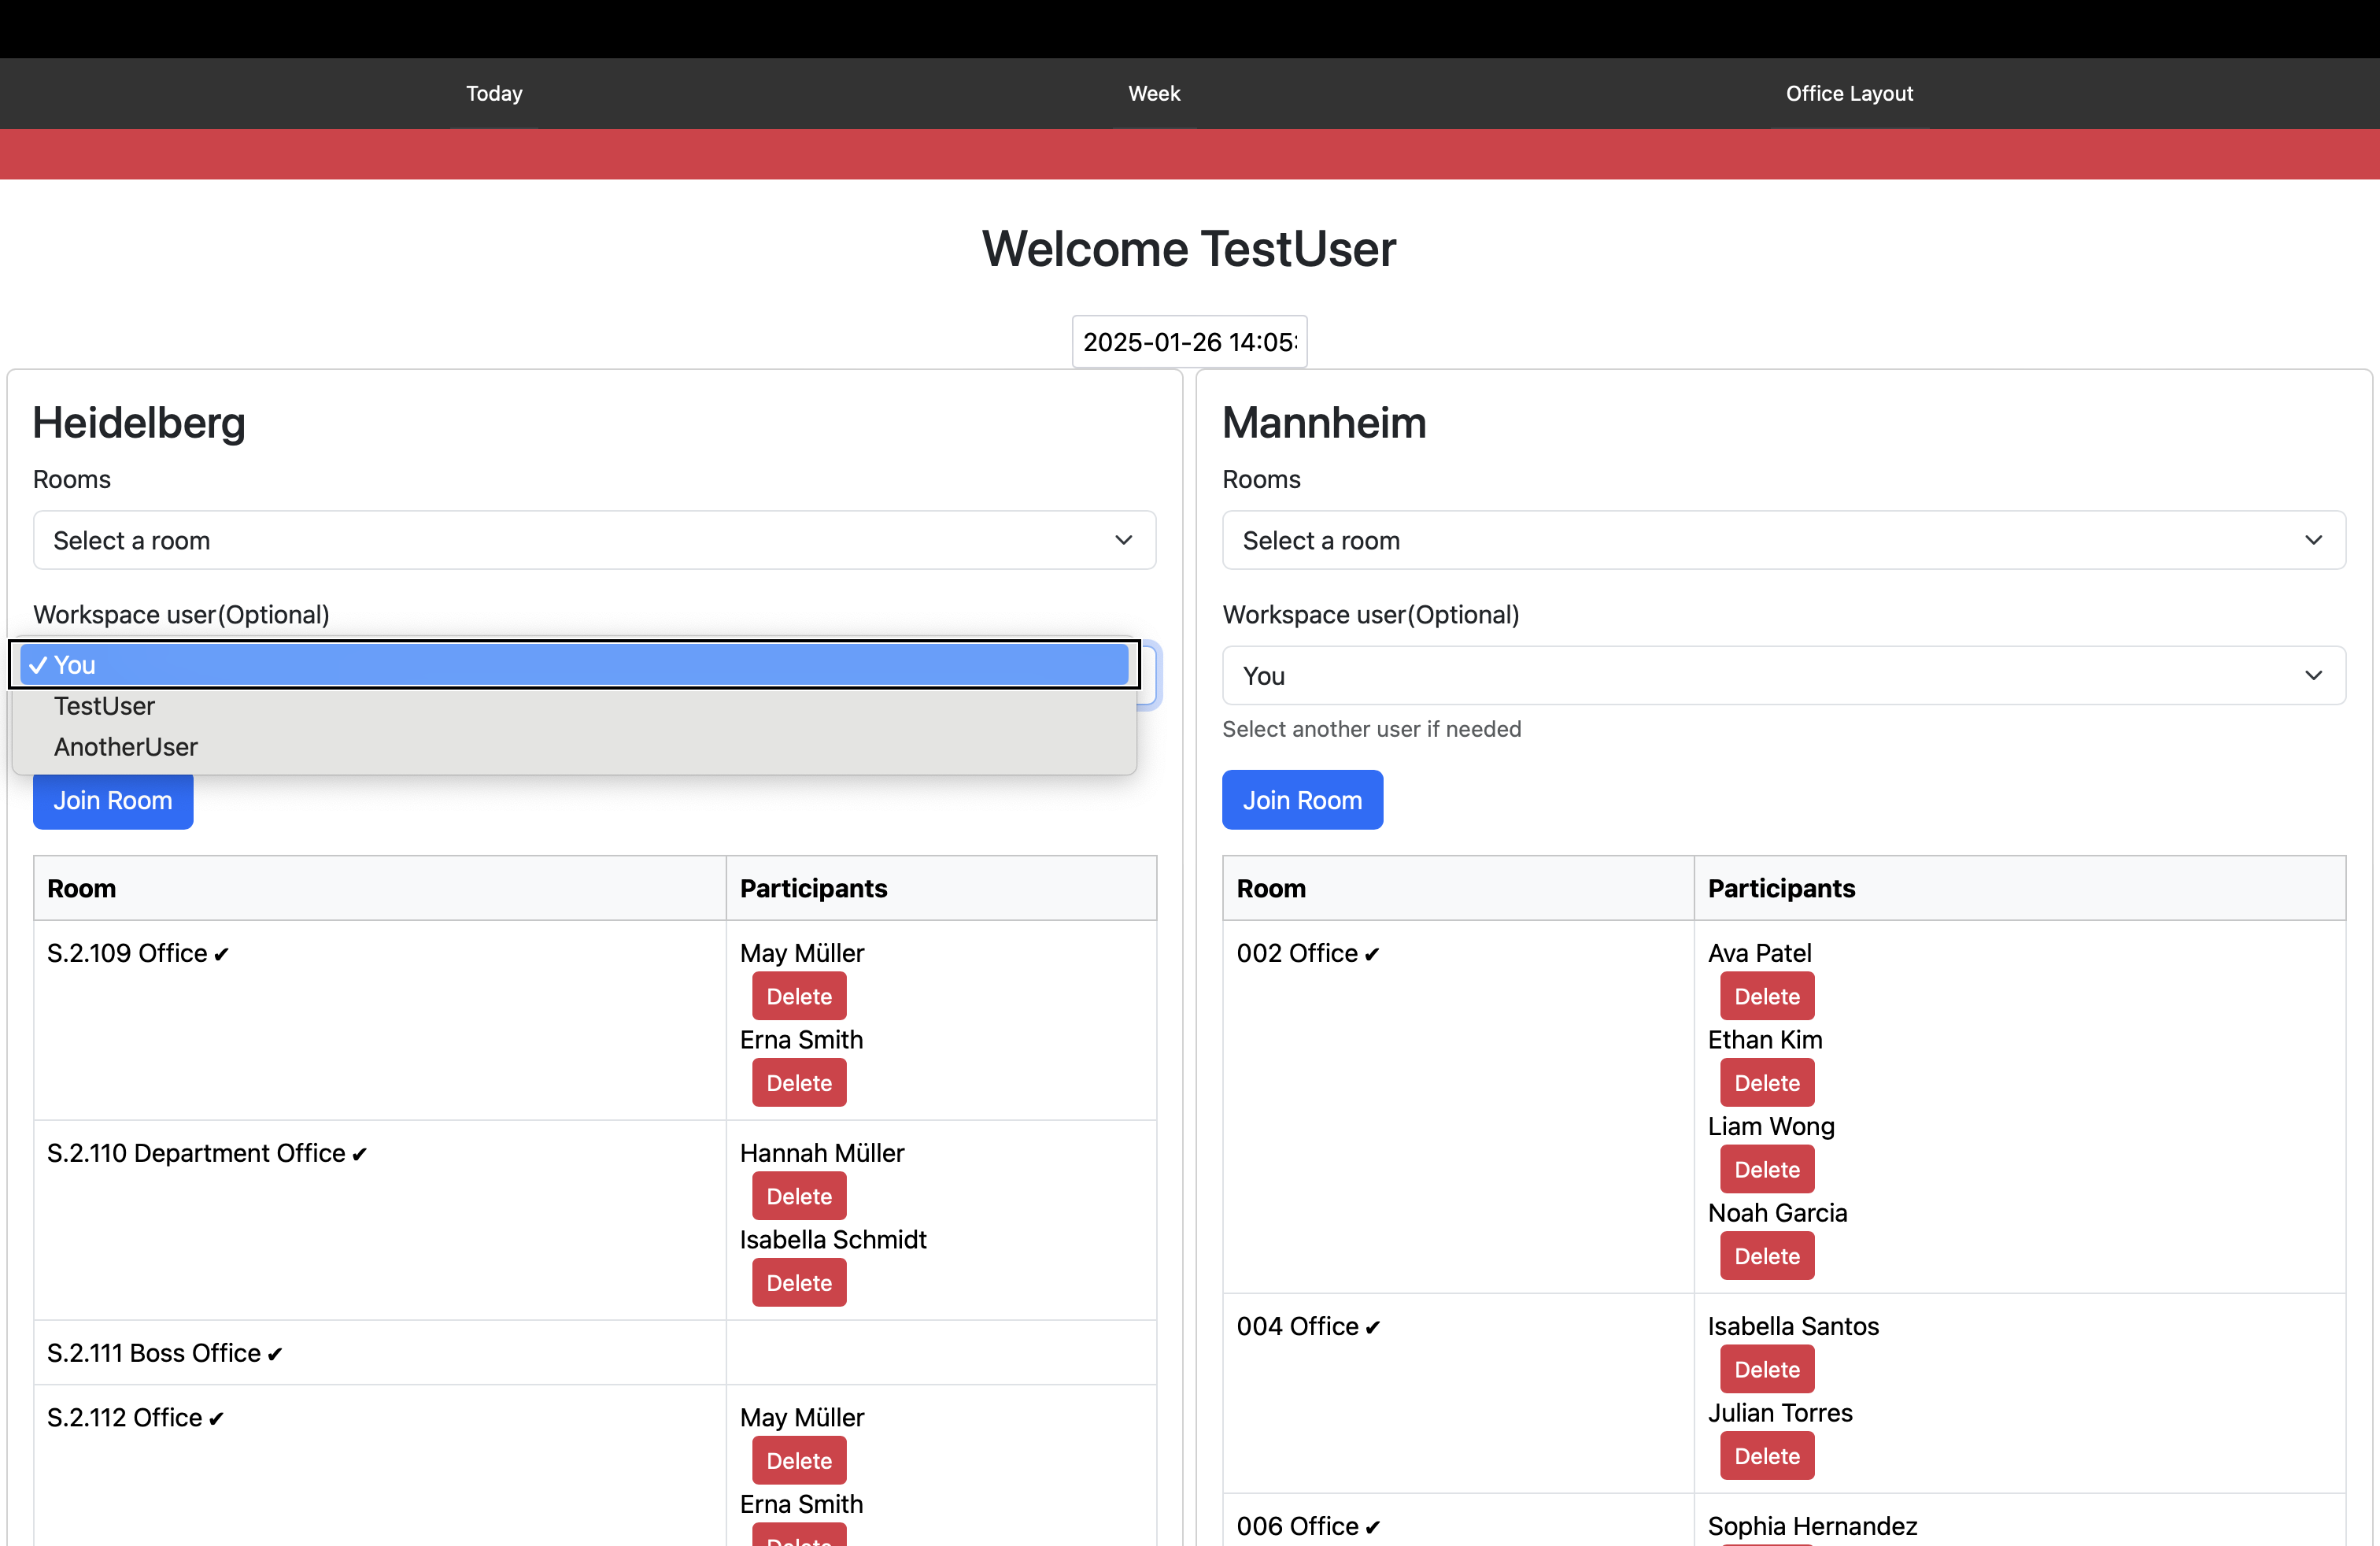 Today
Week
Office Layout
Welcome TestUser
2025-01-26 14:05:
Heidelberg
Rooms
Select a room
Workspace user(Optional)
✓ You
TestUser
AnotherUser
Join Room
Room Participants
S.2.109 Office ✔ May Müller
Delete
Erna Smith
Delete
S.2.110 Department Office ✔ Hannah Müller
Delete
Isabella Schmidt
Delete
S.2.111 Boss Office ✔
S.2.112 Office ✔ May Müller
Delete
Erna Smith
Delete
Mannheim
Rooms
Select a room
Workspace user(Optional)
You
Select another user if needed
Join Room
Room Participants
002 Office ✔ Ava Patel
Delete
Ethan Kim
Delete
Liam Wong
Delete
Noah Garcia
Delete
004 Office ✔ Isabella Santos
Delete
Julian Torres
Delete
006 Office ✔ Sophia Hernandez